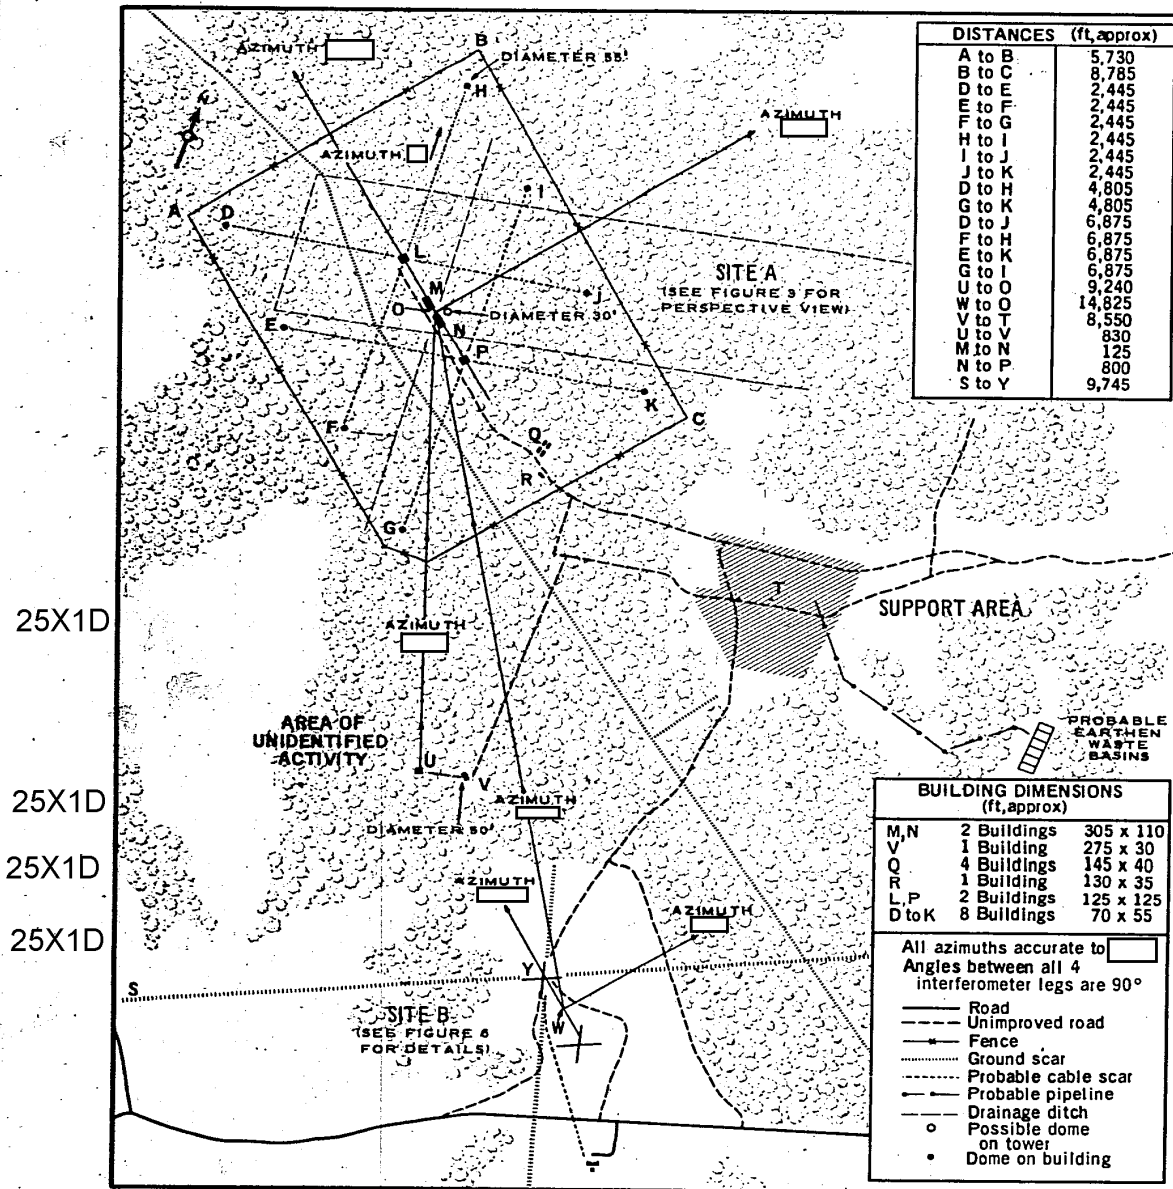 AZIMUTH
B
DIAMETER 55'
H
N
AZIMUTH
AZIMUTH
I
A
D
L
SITE A
(SEE FIGURE 3 FOR
PERSPECTIVE VIEW)
J
M
O
DIAMETER 30'
N
E
P
K
C
F
Q
R
G
T
SUPPORT AREA
25X1D
AZIMUTH
AREA OF
UNIDENTIFIED
ACTIVITY
U
V
PROBABLE
EARTHEN
WASTE
BASINS
25X1D
AZIMUTH
DIAMETER 50'
25X1D
AZIMUTH
AZIMUTH
25X1D
Y
S
W
SITE B
(SEE FIGURE 6
FOR DETAILS)
DISTANCES (ft,approx)
A to B 5,730
B to C 8,785
D to E 2,445
E to F 2,445
F to G 2,445
H to I 2,445
I to J 2,445
J to K 2,445
D to H 4,805
G to K 4,805
D to J 6,875
F to H 6,875
E to K 6,875
G to I 6,875
U to O 9,240
W to O 14,825
V to T 8,550
U to V 830
M to N 125
N to P 800
S to Y 9,745
BUILDING DIMENSIONS
(ft,approx)
M,N 2 Buildings 305 x 110
V 1 Building 275 x 30
Q 4 Buildings 145 x 40
R 1 Building 130 x 35
L,P 2 Buildings 125 x 125
D to K 8 Buildings 70 x 55
All azimuths accurate to
Angles between all 4
interferometer legs are 90°
Road
Unimproved road
Fence
Ground scar
Probable cable scar
Probable pipeline
Drainage ditch
Possible dome
on tower
Dome on building